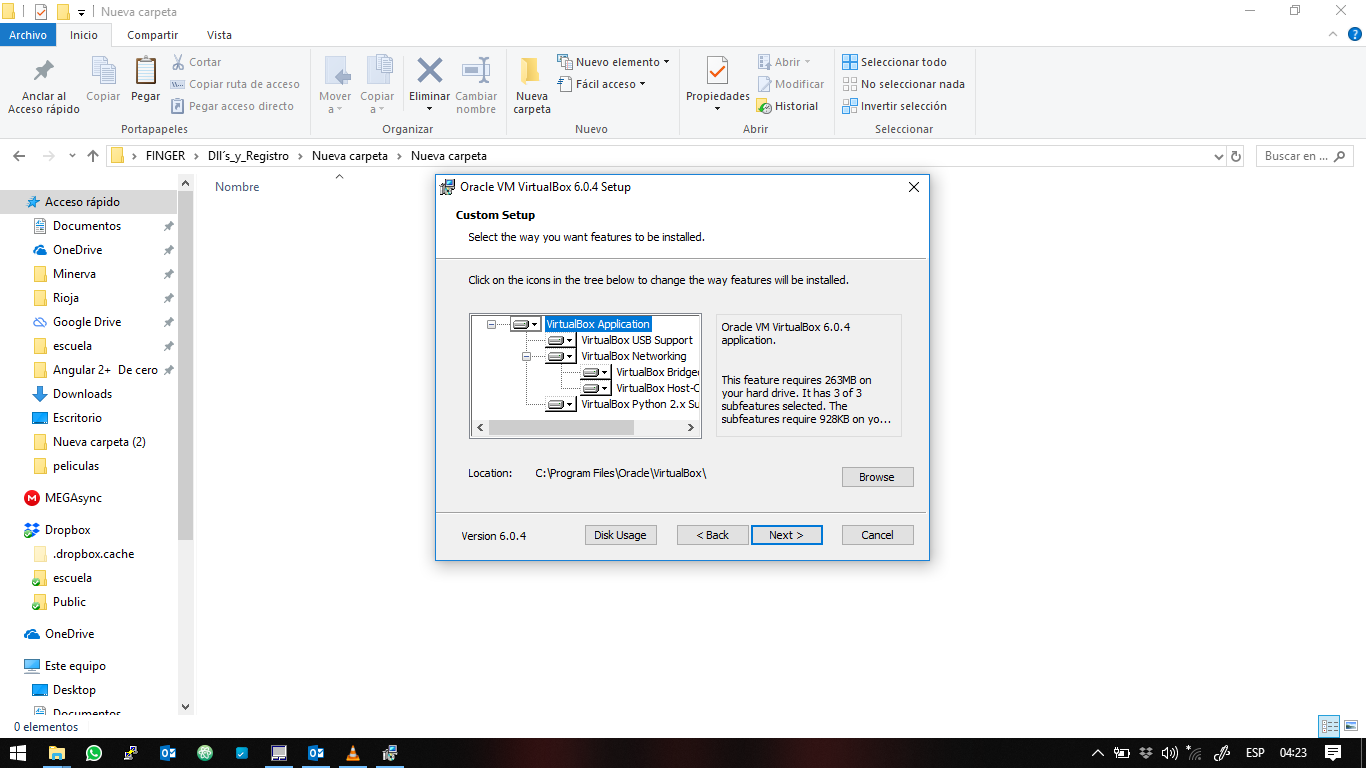 Nueva carpeta
Archivo Inicio Compartir Vista
Anclar al Acceso rápido
Copiar
Pegar
Cortar
Copiar ruta de acceso
Pegar acceso directo
Portapapeles
Mover a
Copiar a
Eliminar
Cambiar nombre
Organizar
Nueva carpeta
Nuevo elemento
Fácil acceso
Nuevo
Propiedades
Abrir
Modificar
Historial
Abrir
Seleccionar todo
No seleccionar nada
Invertir selección
Seleccionar
FINGER > Dll´s_y_Registro > Nueva carpeta > Nueva carpeta
Buscar en ...
Acceso rápido
Documentos
OneDrive
Minerva
Rioja
Google Drive
escuela
Angular 2+ De cero
Downloads
Escritorio
Nueva carpeta (2)
peliculas
MEGAsync
Dropbox
.dropbox.cache
escuela
Public
OneDrive
Este equipo
Desktop
Documentos
Nombre
Oracle VM VirtualBox 6.0.4 Setup
Custom Setup
Select the way you want features to be installed.
Click on the icons in the tree below to change the way features will be installed.
VirtualBox Application
VirtualBox USB Support
VirtualBox Networking
VirtualBox Bridge
VirtualBox Host-O
VirtualBox Python 2.x Su
Oracle VM VirtualBox 6.0.4
application.
This feature requires 263MB on
your hard drive. It has 3 of 3
subfeatures selected. The
subfeatures require 928KB on yo...
Location: C:\Program Files\Oracle\VirtualBox\
Browse
Version 6.0.4
Disk Usage
< Back
Next >
Cancel
0 elementos
ESP 04:23